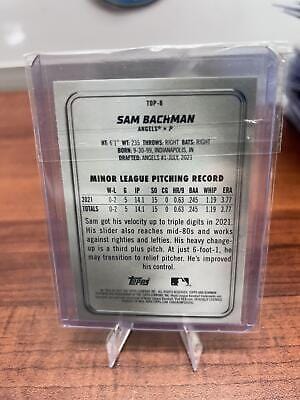 TOP-8
SAM BACHMAN
ANGELS® • P
HT: 6'1" WT: 235 THROWS: RIGHT BATS: RIGHT
BORN: 9-30-99, INDIANAPOLIS, IN
DRAFTED: ANGELS #1-JULY, 2021
MINOR LEAGUE PITCHING RECORD
W-L G IP SO CG HR/9 BAA WHIP ERA
2021 0-2 5 14.1 15 0 0.63 .245 1.19 3.77
TOTALS 0-2 5 14.1 15 0 0.63 .245 1.19 3.77
Sam got his velocity up to triple digits in 2021.
His slider also reaches mid-80s and works
against righties and lefties. His heavy change-
up is a third plus pitch. At just 6-foot-1, he
may transition to relief pitcher. He's improved
his control.
Topps